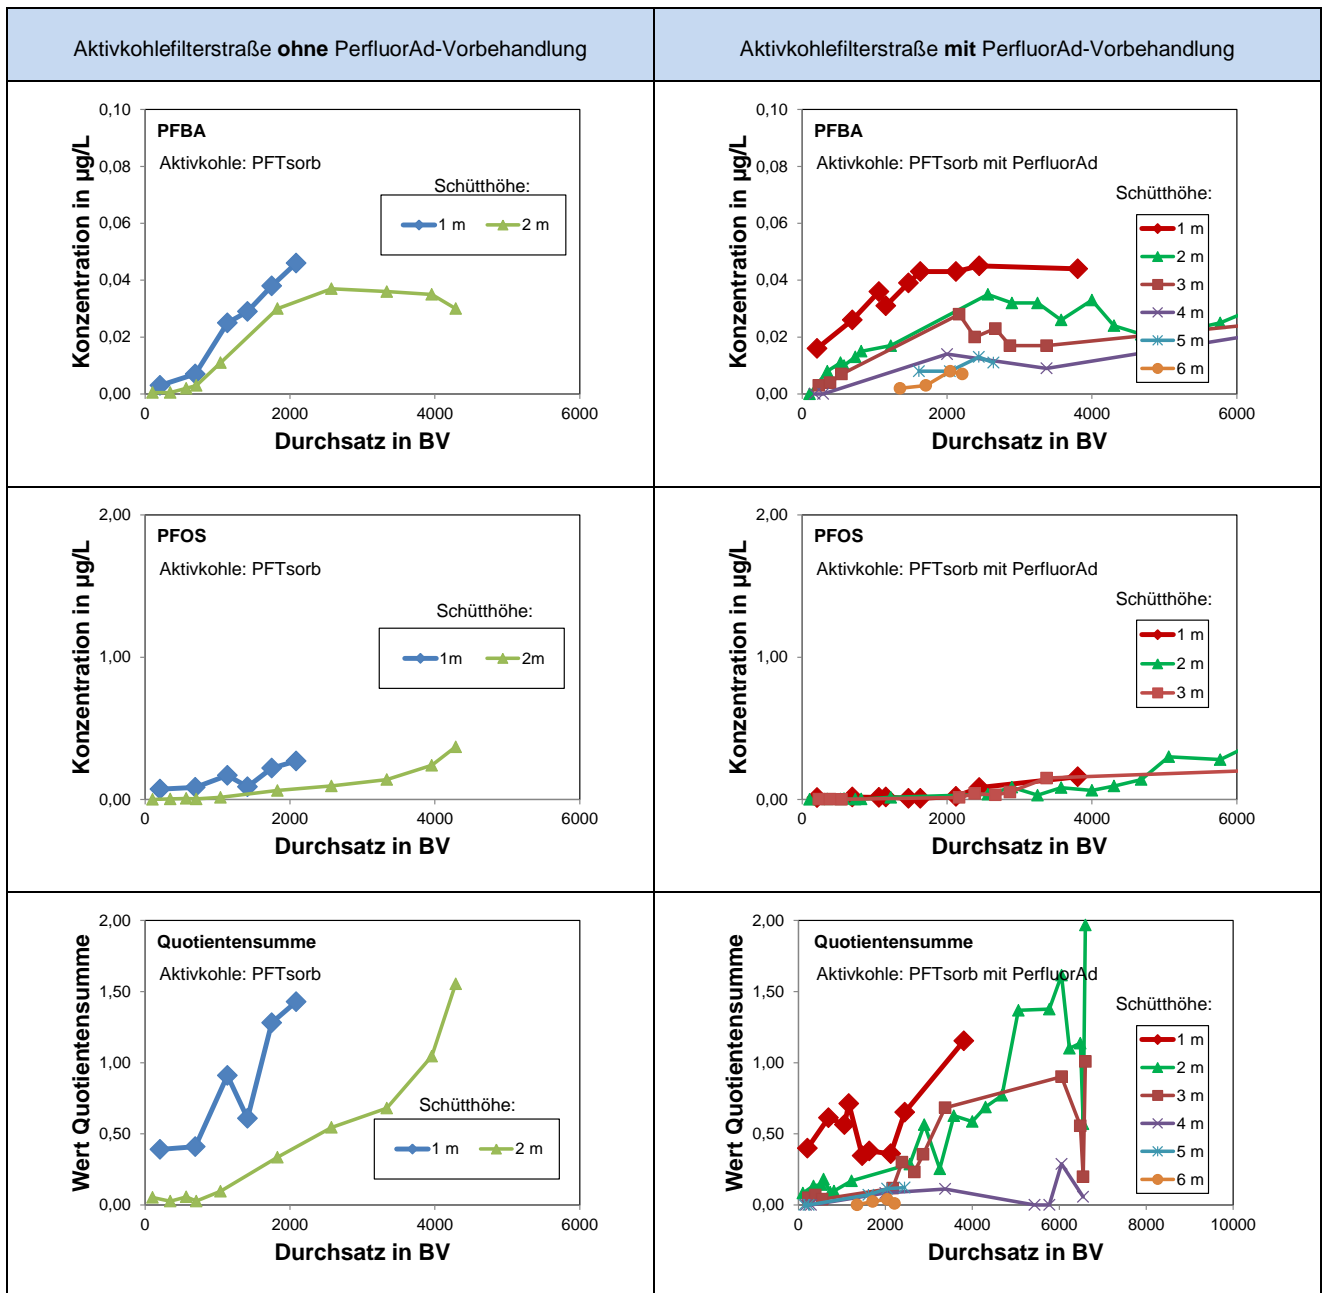 Aktivkohlefilterstraße ohne PerfluorAd-Vorbehandlung
Aktivkohlefilterstraße mit PerfluorAd-Vorbehandlung
PFBA
Aktivkohle: PFTsorb
Schütthöhe:
1 m
2 m
Konzentration in µg/L
0,10
0,08
0,06
0,04
0,02
0,00
0
2000
4000
6000
Durchsatz in BV
PFBA
Aktivkohle: PFTsorb mit PerfluorAd
Schütthöhe:
1 m
2 m
3 m
4 m
5 m
6 m
Konzentration in µg/L
0,10
0,08
0,06
0,04
0,02
0,00
0
2000
4000
6000
Durchsatz in BV
PFOS
Aktivkohle: PFTsorb
Schütthöhe:
1m
2m
Konzentration in µg/L
2,00
1,00
0,00
0
2000
4000
6000
Durchsatz in BV
PFOS
Aktivkohle: PFTsorb mit PerfluorAd
Schütthöhe:
1 m
2 m
3 m
Konzentration in µg/L
2,00
1,00
0,00
0
2000
4000
6000
Durchsatz in BV
Quotientensumme
Aktivkohle: PFTsorb
Schütthöhe:
1 m
2 m
Wert Quotientensumme
2,00
1,50
1,00
0,50
0,00
0
2000
4000
6000
Durchsatz in BV
Quotientensumme
Aktivkohle: PFTsorb mit PerfluorAd
Schütthöhe:
1 m
2 m
3 m
4 m
5 m
6 m
Wert Quotientensumme
2,00
1,50
1,00
0,50
0,00
0
2000
4000
6000
8000
10000
Durchsatz in BV